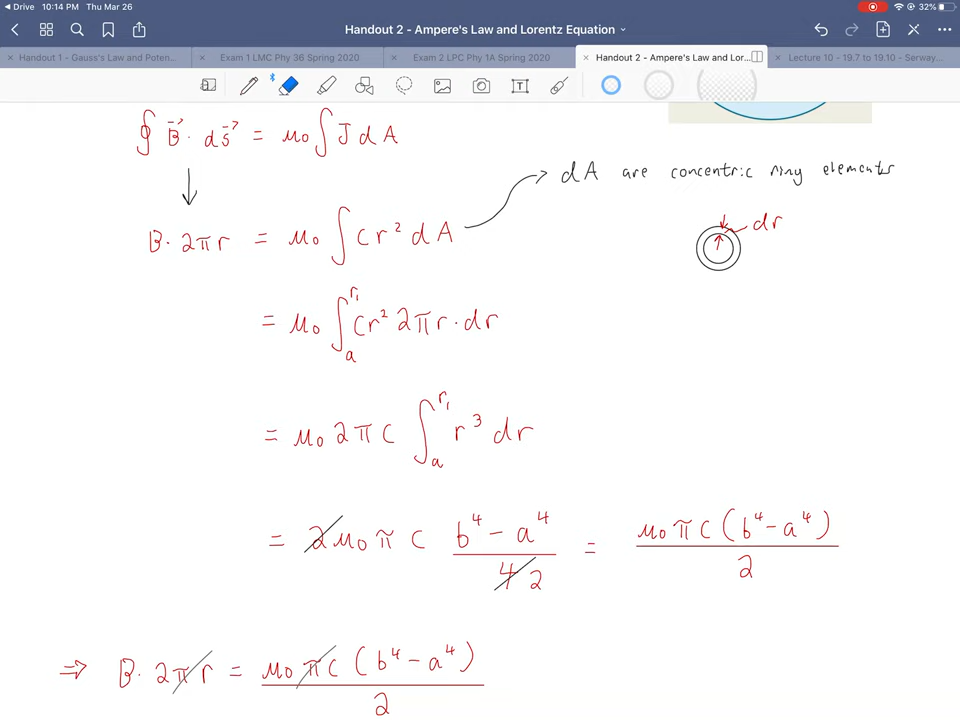 10:14 PM Thu Mar 26
32%
Drive
Handout 2 - Ampere's Law and Lorentz Equation
Handout 1 - Gauss's Law and Poten...
Exam 1 LMC Phy 36 Spring 2020
Exam 2 LPC Phy 1A Spring 2020
Handout 2 - Ampere's Law and Lor...
Lecture 10 - 19.7 to 19.10 - Serway...
∮ B⃗ · ds⃗ = μ₀ ∫ J dA
dA are concentric ring elements
dr
B · 2πr = μ₀ ∫ Cr² dA
= μ₀ ∫ₐ^r₁ Cr² 2πr · dr
= μ₀ 2π C ∫ₐ^r₁ r³ dr
= 2 μ₀ π C (b⁴ - a⁴)/(4 2) = μ₀ π C (b⁴ - a⁴)/2
⇒ B · 2πr = μ₀ π C (b⁴ - a⁴)/2